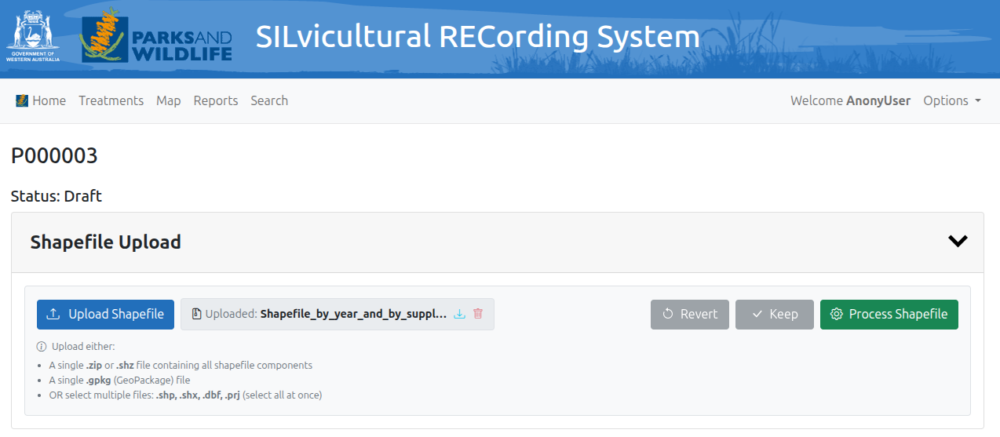 GOVERNMENT OF
WESTERN AUSTRALIA
PARKS AND
WILDLIFE
SILvicultural RECording System
Home Treatments Map Reports Search Welcome AnonyUser Options
P000003
Status: Draft
Shapefile Upload
Upload Shapefile Uploaded: Shapefile_by_year_and_by_suppl... Revert Keep Process Shapefile
Upload either:
• A single .zip or .shz file containing all shapefile components
• A single .gpkg (GeoPackage) file
• OR select multiple files: .shp, .shx, .dbf, .prj (select all at once)